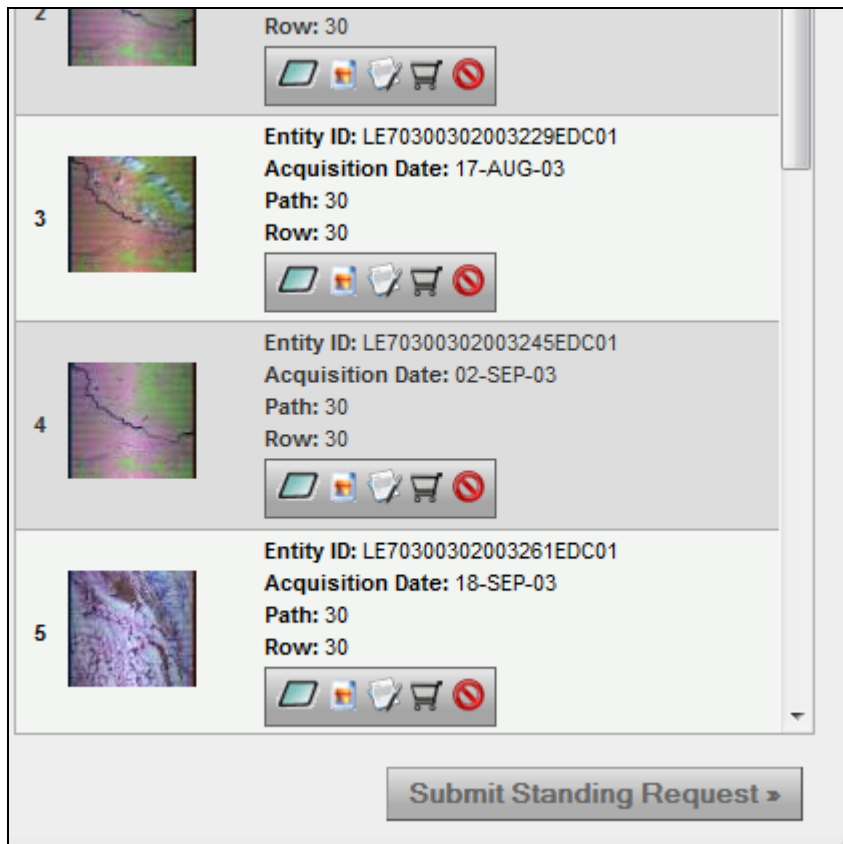 2
Row: 30
Entity ID: LE70300302003229EDC01
Acquisition Date: 17-AUG-03
3
Path: 30
Row: 30
Entity ID: LE70300302003245EDC01
Acquisition Date: 02-SEP-03
4
Path: 30
Row: 30
Entity ID: LE70300302003261EDC01
Acquisition Date: 18-SEP-03
5
Path: 30
Row: 30
Submit Standing Request »